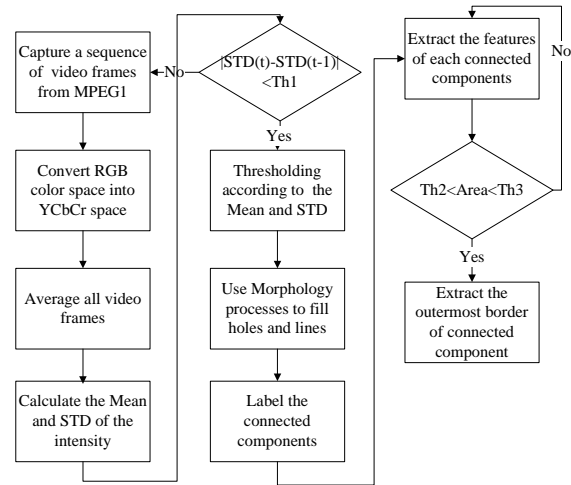 Capture a sequence
of video frames
from MPEG1
Convert RGB
color space into
YCbCr space
Average all video
frames
Calculate the Mean
and STD of the
intensity
No
|STD(t)-STD(t-1)|
<Th1
Yes
Thresholding
according to the
Mean and STD
Use Morphology
processes to fill
holes and lines
Label the
connected
components
Extract the features
of each connected
components
No
Th2<Area<Th3
Yes
Extract the
outermost border
of connected
component